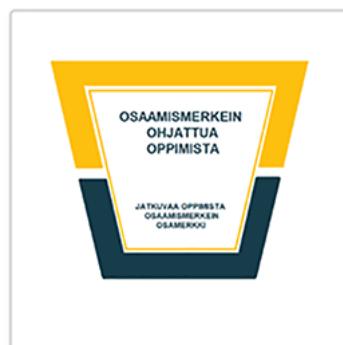 OSAAMISMERKEIN
OHJATTUA
OPPIMISTA
JATKUVAA OPPIMISTA
OSAAMISMERKEIN
OSAMERKKI